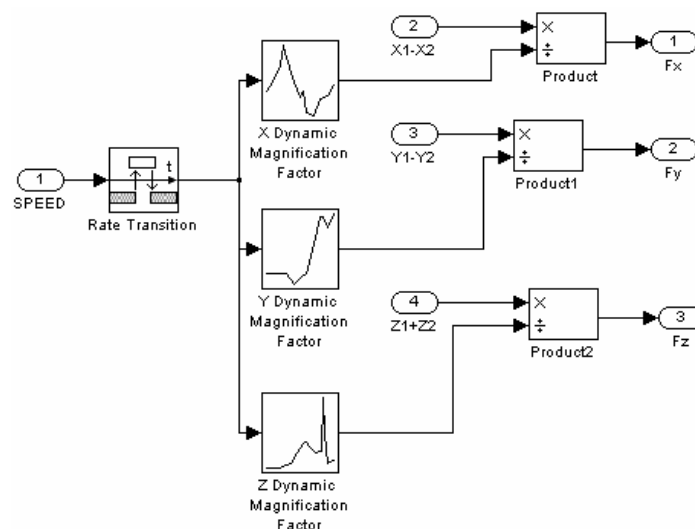 2
X1-X2
×
÷
Product
1
Fx
X Dynamic
Magnification
Factor
3
Y1-Y2
×
÷
Product1
2
Fy
1
SPEED
t
Rate Transition
Y Dynamic
Magnification
Factor
4
Z1+Z2
×
÷
Product2
3
Fz
Z Dynamic
Magnification
Factor